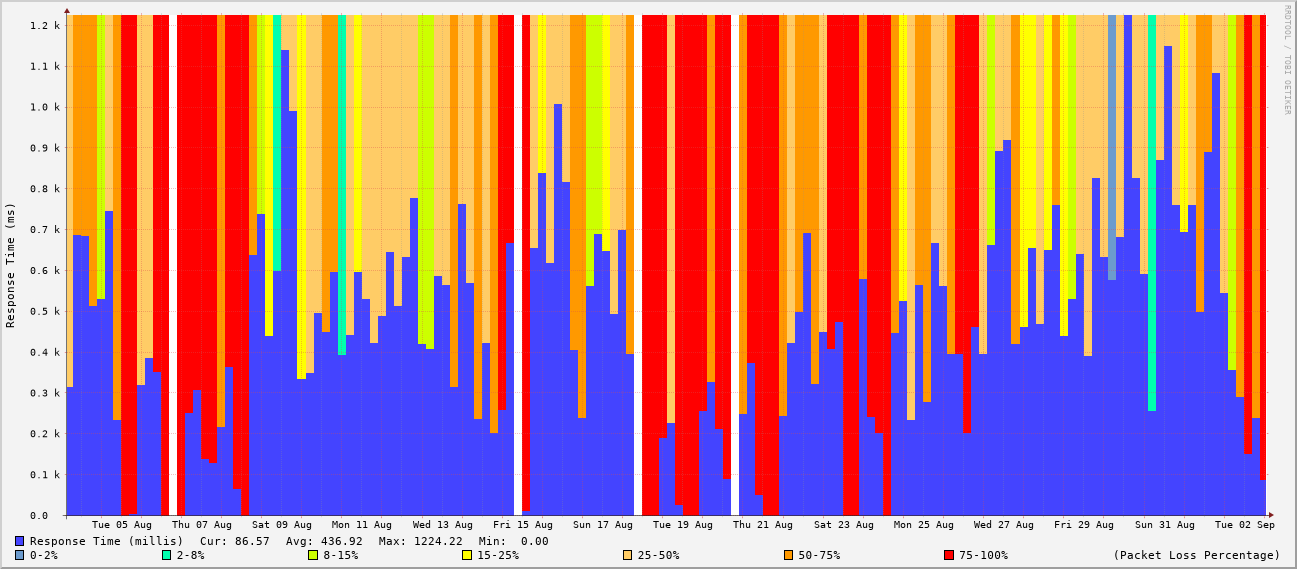 1.2 k
1.1 k
1.0 k
0.9 k
0.8 k
0.7 k
0.6 k
0.5 k
0.4 k
0.3 k
0.2 k
0.1 k
0.0
Response Time (ms)
RRDTOOL / TOBI OETIKER
Tue 05 Aug Thu 07 Aug Sat 09 Aug Mon 11 Aug Wed 13 Aug Fri 15 Aug Sun 17 Aug Tue 19 Aug Thu 21 Aug Sat 23 Aug Mon 25 Aug Wed 27 Aug Fri 29 Aug Sun 31 Aug Tue 02 Sep
Response Time (millis) Cur: 86.57 Avg: 436.92 Max: 1224.22 Min: 0.00
0-2% 2-8% 8-15% 15-25% 25-50% 50-75% 75-100% (Packet Loss Percentage)